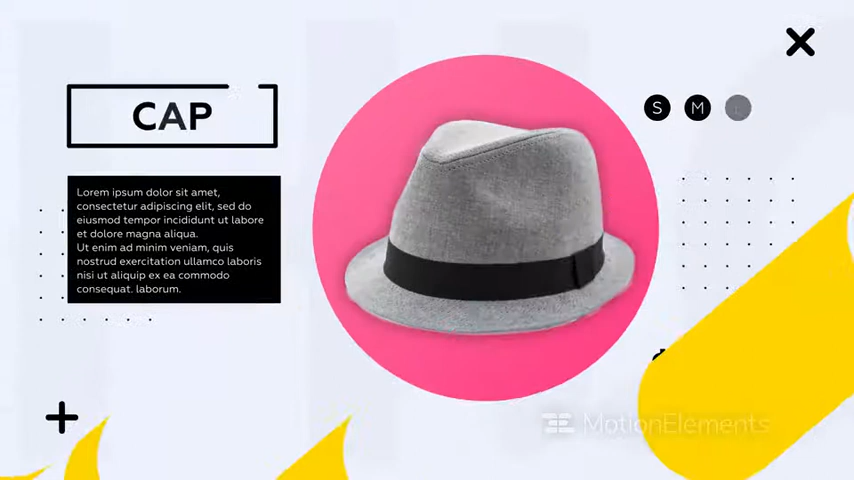 CAP
S M
Lorem ipsum dolor sit amet,
consectetur adipiscing elit, sed do
eiusmod tempor incididunt ut labore
et dolore magna aliqua.
Ut enim ad minim veniam, quis
nostrud exercitation ullamco laboris
nisi ut aliquip ex ea commodo
consequat. laborum.
MotionElements